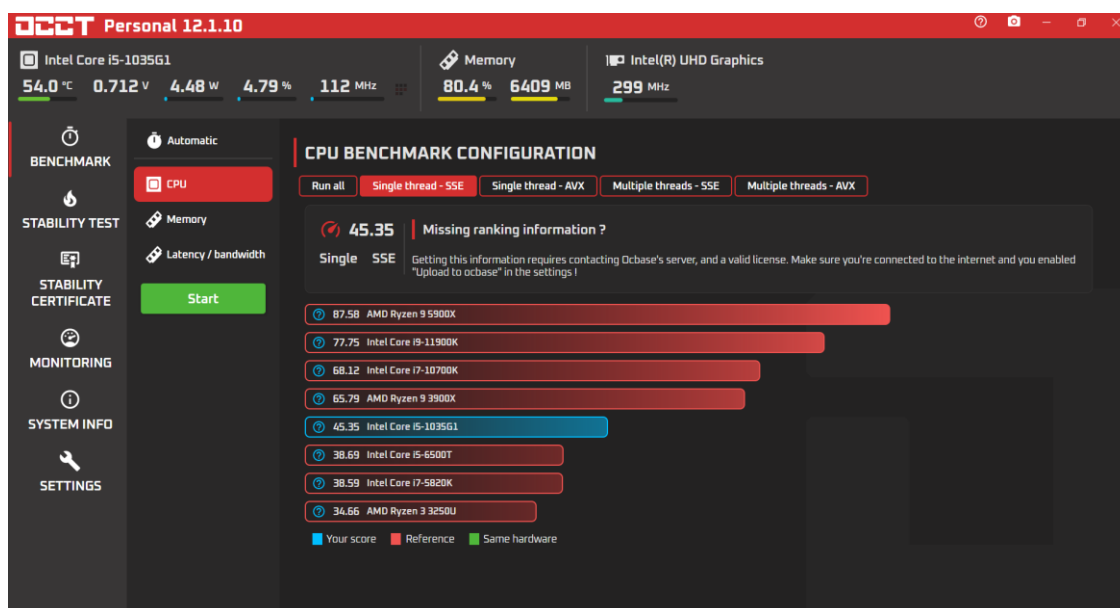 OCCT Personal 12.1.10
Intel Core i5-1035G1
54.0 °C 0.712 V 4.48 W 4.79 % 112 MHz
Memory
80.4 % 6409 MB
Intel(R) UHD Graphics
299 MHz
BENCHMARK
STABILITY TEST
STABILITY
CERTIFICATE
MONITORING
SYSTEM INFO
SETTINGS
Automatic
CPU
Memory
Latency / bandwidth
Start
CPU BENCHMARK CONFIGURATION
Run all Single thread - SSE Single thread - AVX Multiple threads - SSE Multiple threads - AVX
45.35
Single SSE
Missing ranking information ?
Getting this information requires contacting Ocbase's server, and a valid license. Make sure you're connected to the internet and you enabled
"Upload to ocbase" in the settings !
87.58 AMD Ryzen 9 5900X
77.75 Intel Core i9-11900K
68.12 Intel Core i7-10700K
65.79 AMD Ryzen 9 3900X
45.35 Intel Core i5-1035G1
38.69 Intel Core i5-6500T
38.59 Intel Core i7-5820K
34.66 AMD Ryzen 3 3250U
Your score Reference Same hardware